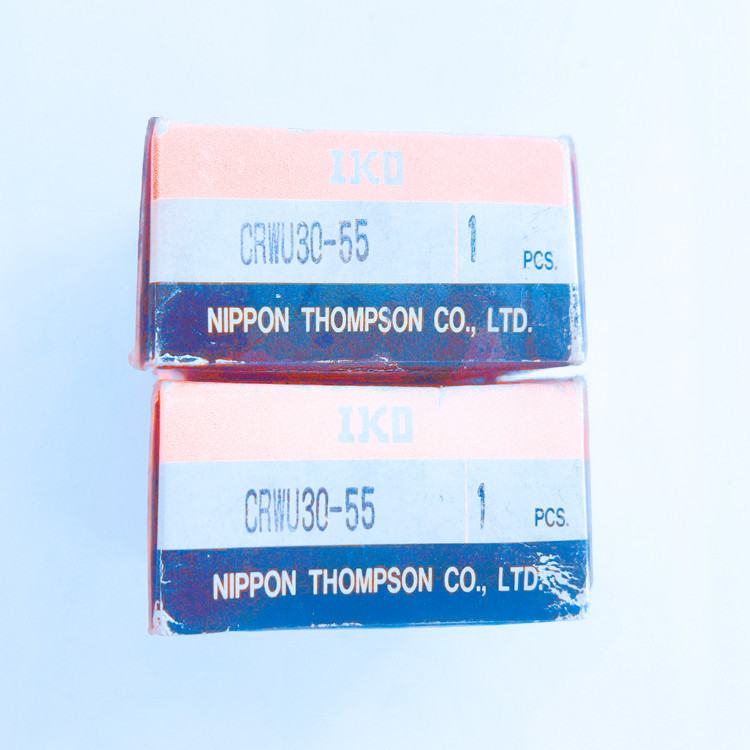 IKO
CRWU30-55 1 PCS.
NIPPON THOMPSON CO., LTD.
IKO
CRWU30-55 1 PCS.
NIPPON THOMPSON CO., LTD.